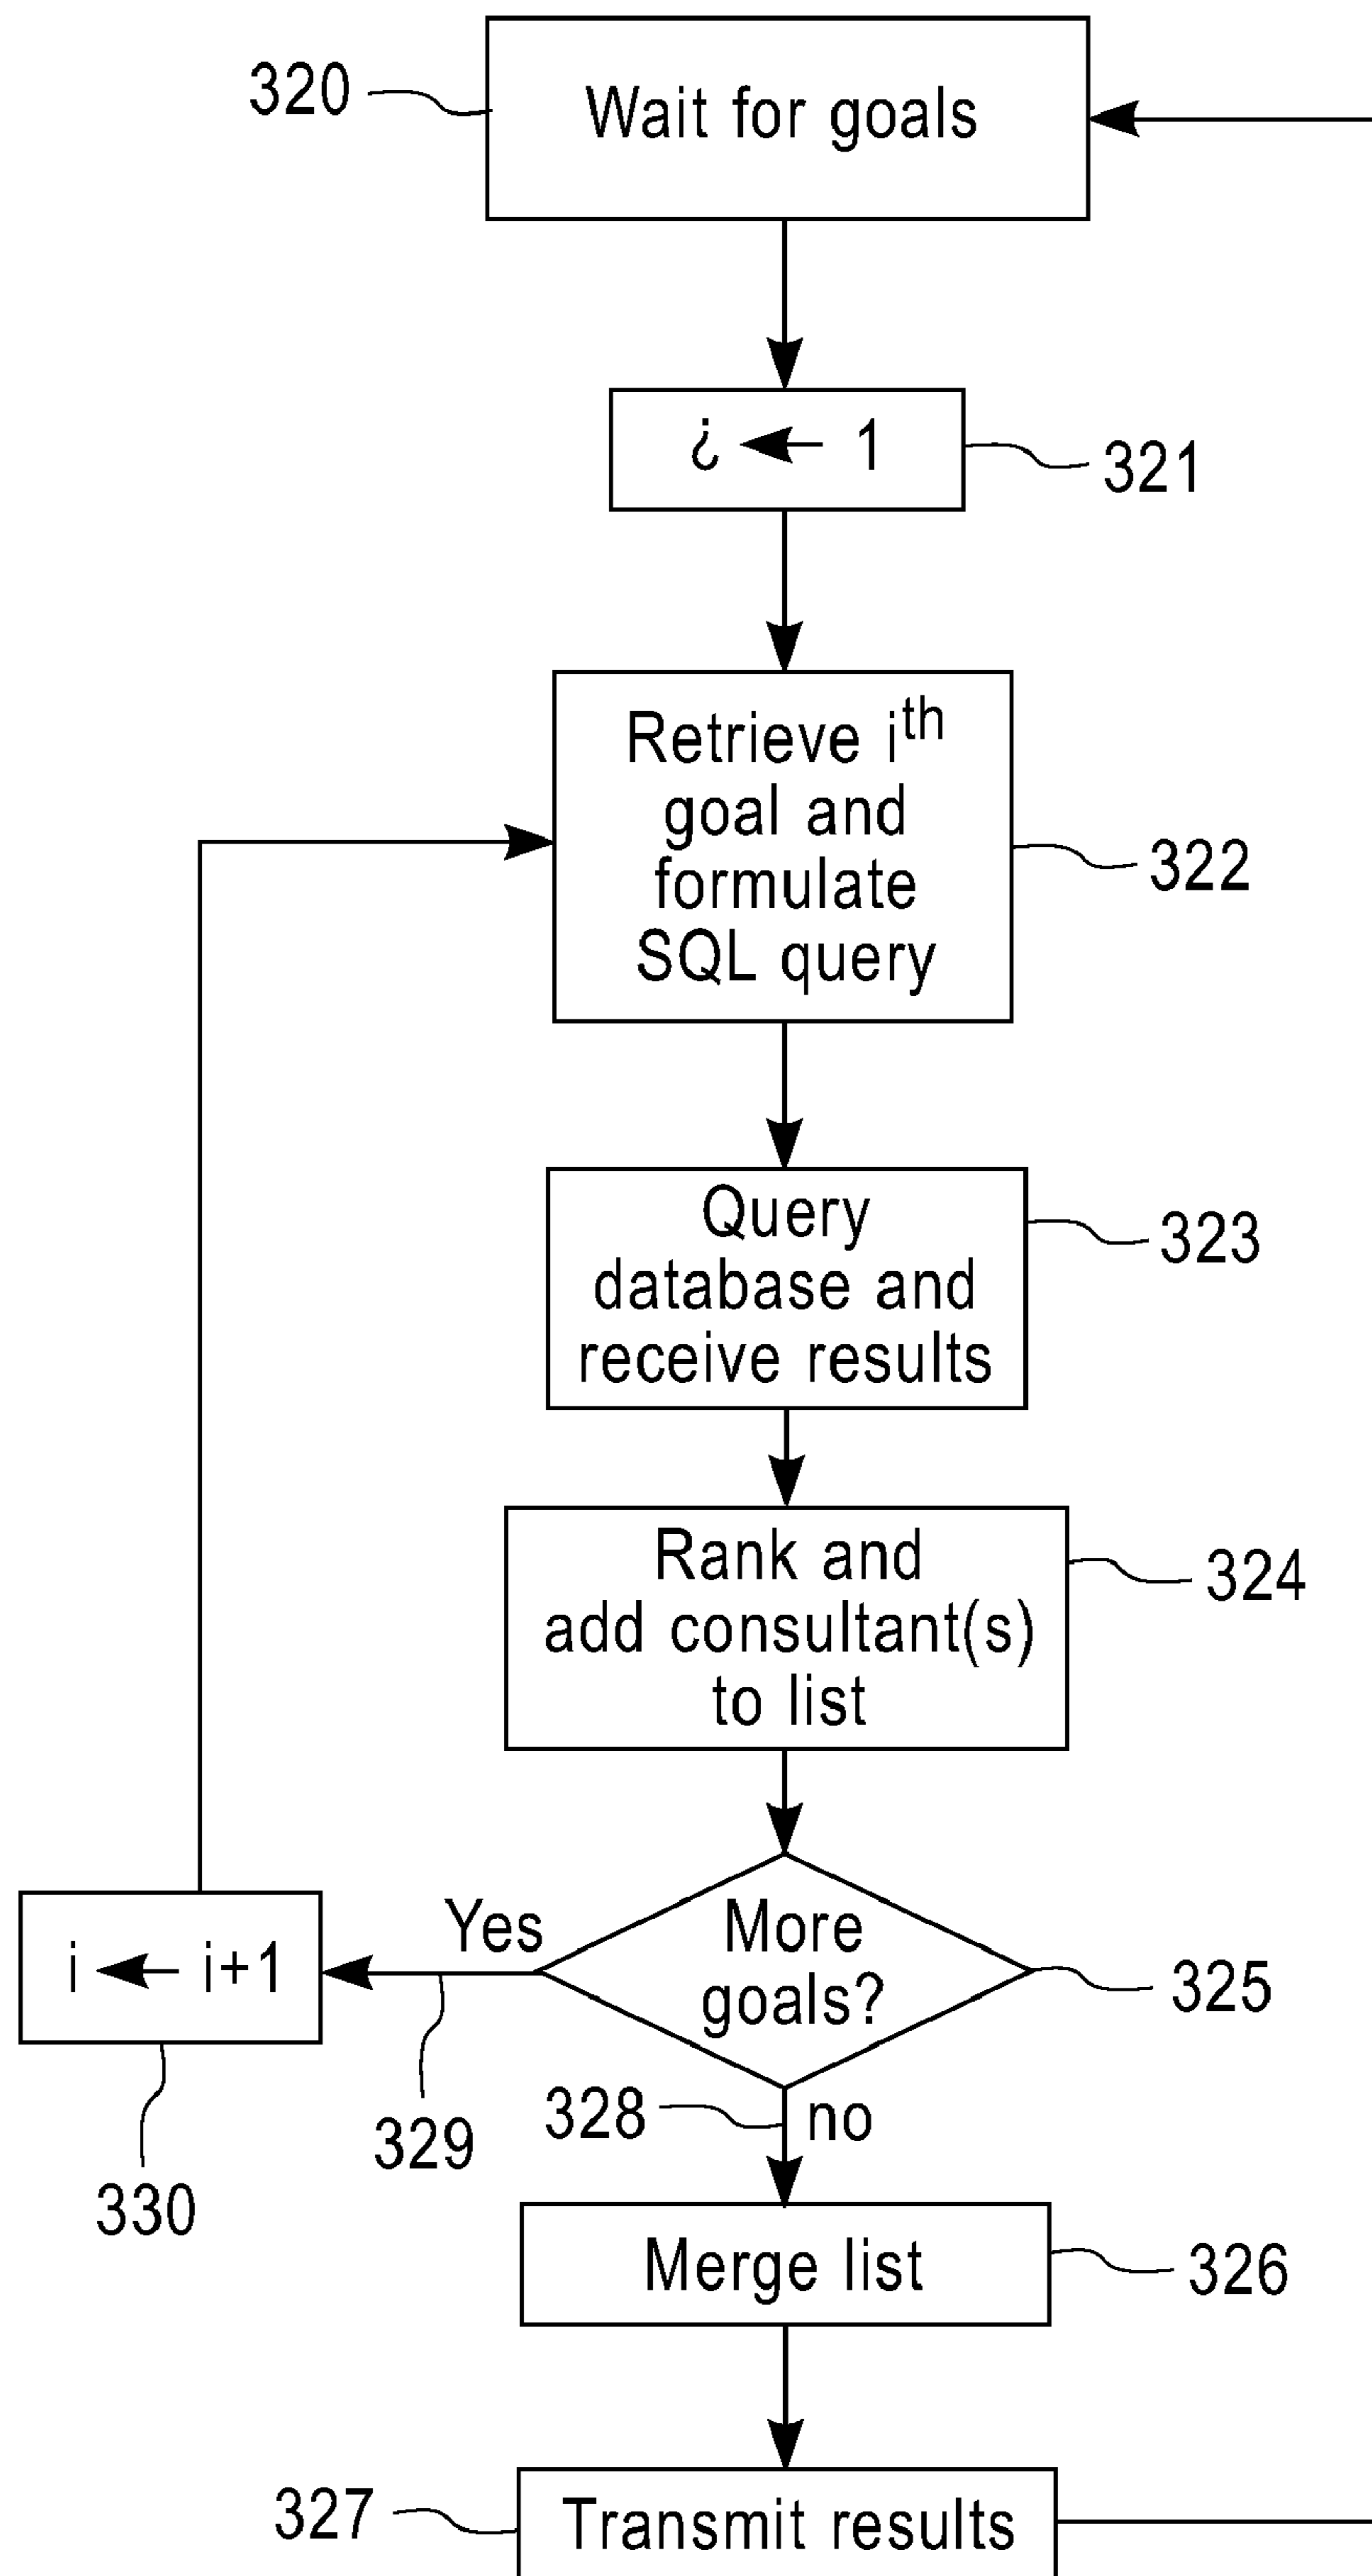 320
Wait for goals
¿ ← 1
321
Retrieve ith
goal and
formulate
SQL query
322
Query
database and
receive results
323
Rank and
add consultant(s)
to list
324
More
goals?
325
Yes
i ← i+1
329
330
328
no
Merge list
326
327
Transmit results